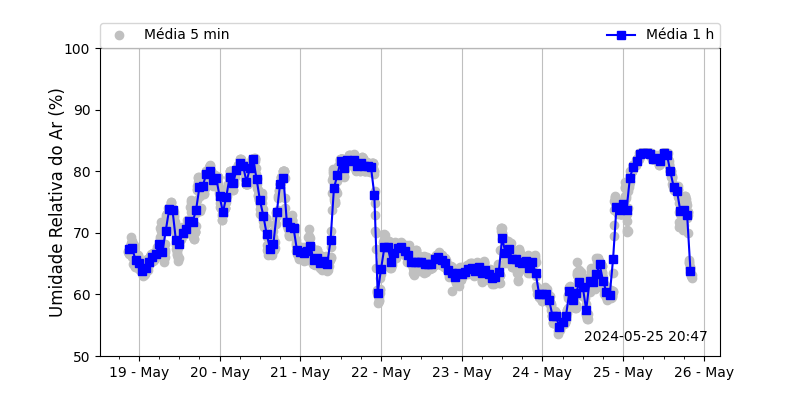 Média 5 min
Média 1 h
Umidade Relativa do Ar (%)
100
90
80
70
60
50
2024-05-25 20:47
19 - May
20 - May
21 - May
22 - May
23 - May
24 - May
25 - May
26 - May